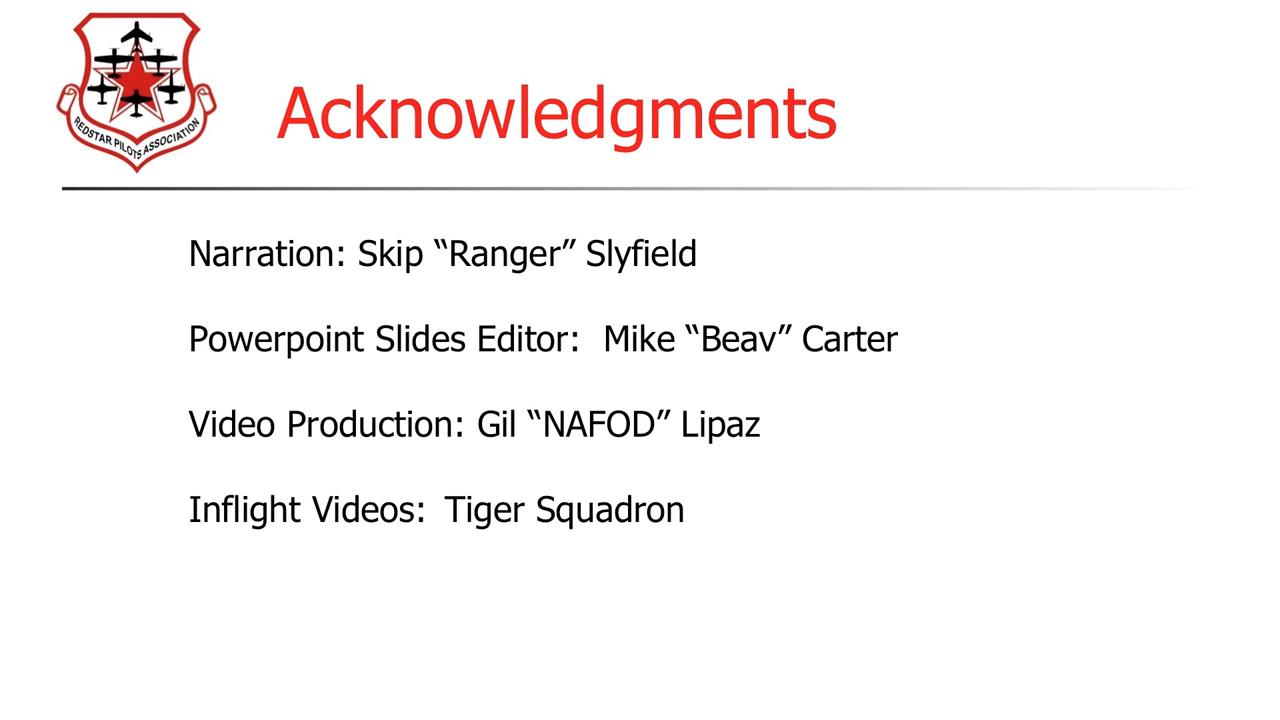 REDSTAR PILOTS ASSOCIATION
Acknowledgments
Narration: Skip “Ranger” Slyfield
Powerpoint Slides Editor:  Mike “Beav” Carter
Video Production: Gil “NAFOD” Lipaz
Inflight Videos:  Tiger Squadron